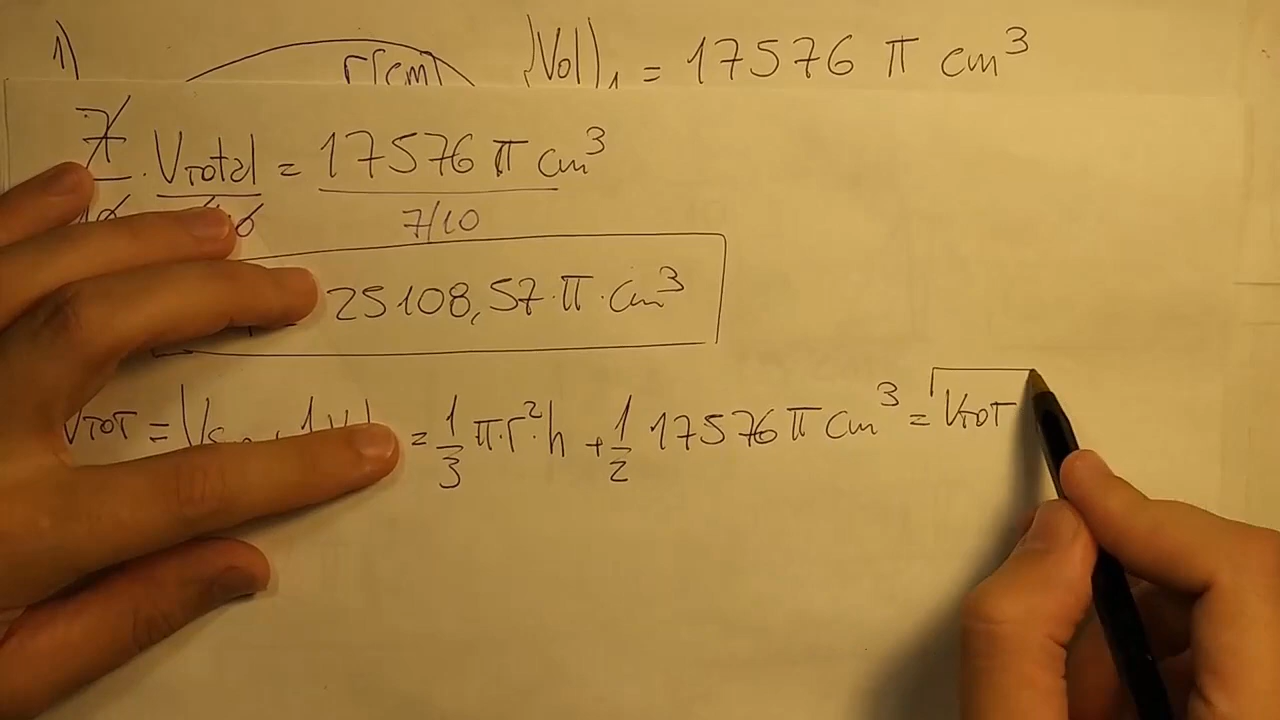 1) r(cm) Vol)₁ = 17576 π cm³
7/10 · VTotal = 17576 π cm³
7/10
25108,57·π·cm³
VTOT = = 1/3 π·r²·h + 1/2 17576 π cm³ = VTOT